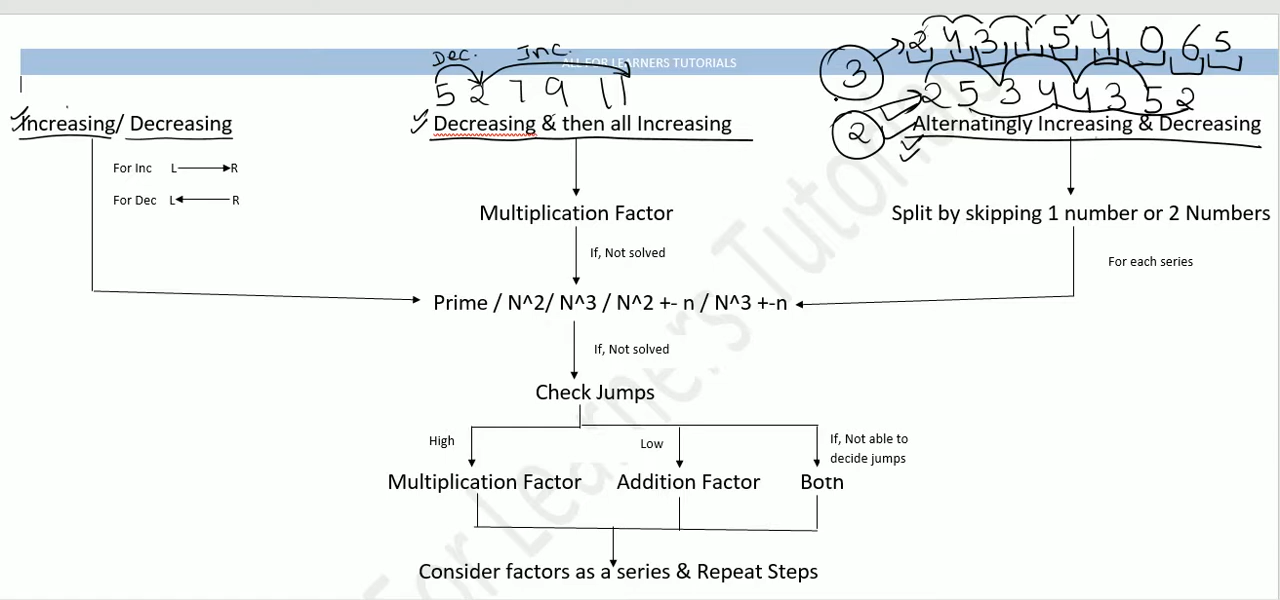 2 4 3 1 5 4 0 6 5
Dec. Inc.
ALL FOR LEARNERS TUTORIALS
3
5 2 7 9 11
2 5 3 4 4 3 5 2
Increasing/ Decreasing
Decreasing & then all Increasing
2
Alternatingly Increasing & Decreasing
For Inc L R
For Dec L R
Multiplication Factor
Split by skipping 1 number or 2 Numbers
If, Not solved
For each series
Prime / N^2/ N^3 / N^2 +- n / N^3 +-n
If, Not solved
Check Jumps
High
Low
If, Not able to
decide jumps
Multiplication Factor
Addition Factor
Both
Consider factors as a series & Repeat Steps
For Learners Tutorials